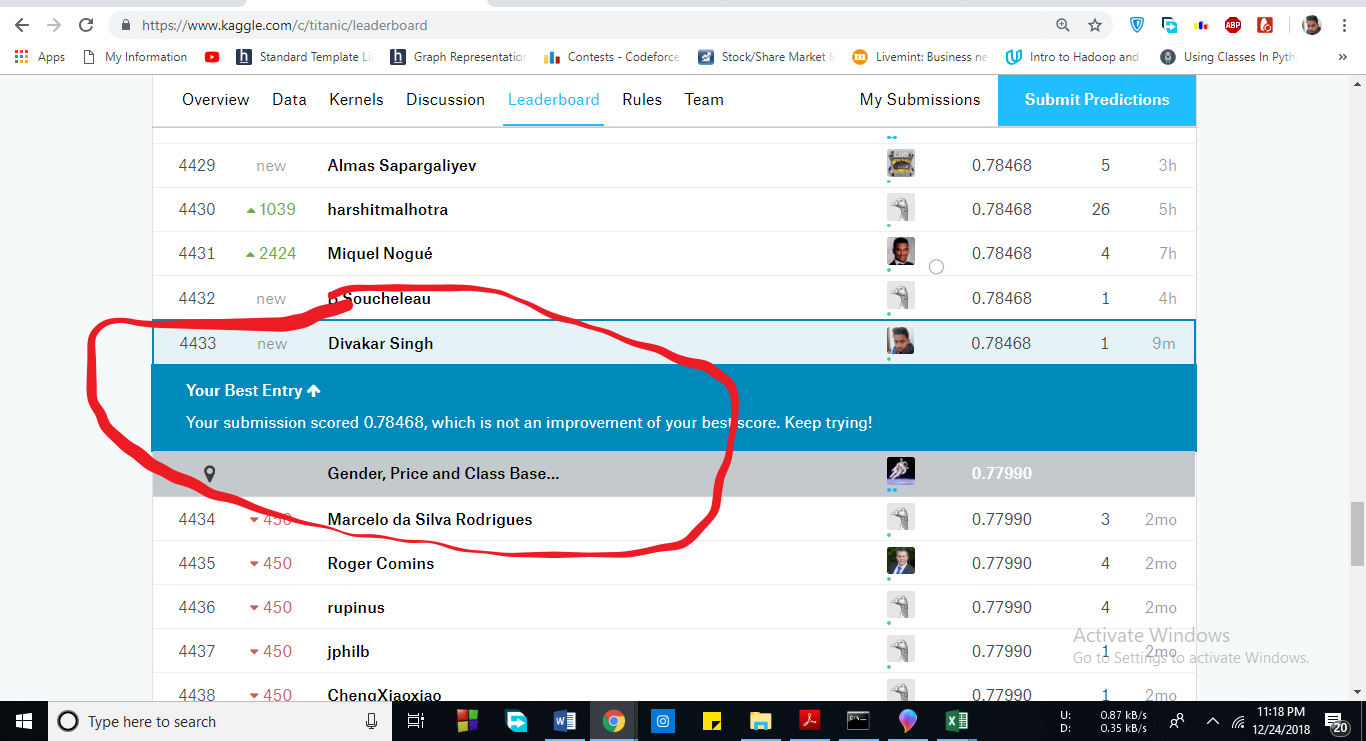 https://www.kaggle.com/c/titanic/leaderboard
ABP
Apps My Information Standard Template Li Graph Representation Contests - Codeforce Stock/Share Market I Livemint: Business ne Intro to Hadoop and Using Classes In Pyth »
Overview Data Kernels Discussion Leaderboard Rules Team My Submissions Submit Predictions
4429 new Almas Sapargaliyev 0.78468 5 3h
4430 1039 harshitmalhotra 0.78468 26 5h
4431 2424 Miquel Nogué 0.78468 4 7h
4432 new B Soucheleau 0.78468 1 4h
4433 new Divakar Singh 0.78468 1 9m
Your Best Entry
Your submission scored 0.78468, which is not an improvement of your best score. Keep trying!
Gender, Price and Class Base... 0.77990
4434 450 Marcelo da Silva Rodrigues 0.77990 3 2mo
4435 450 Roger Comins 0.77990 4 2mo
4436 450 rupinus 0.77990 4 2mo
Activate Windows
4437 450 jphilb 0.77990 1 2mo
Go to Settings to activate Windows.
4438 450 ChengXiaoxiao 0.77990 1 2mo
Type here to search
U: 0.87 kB/s
D: 0.35 kB/s
11:18 PM
12/24/2018
20